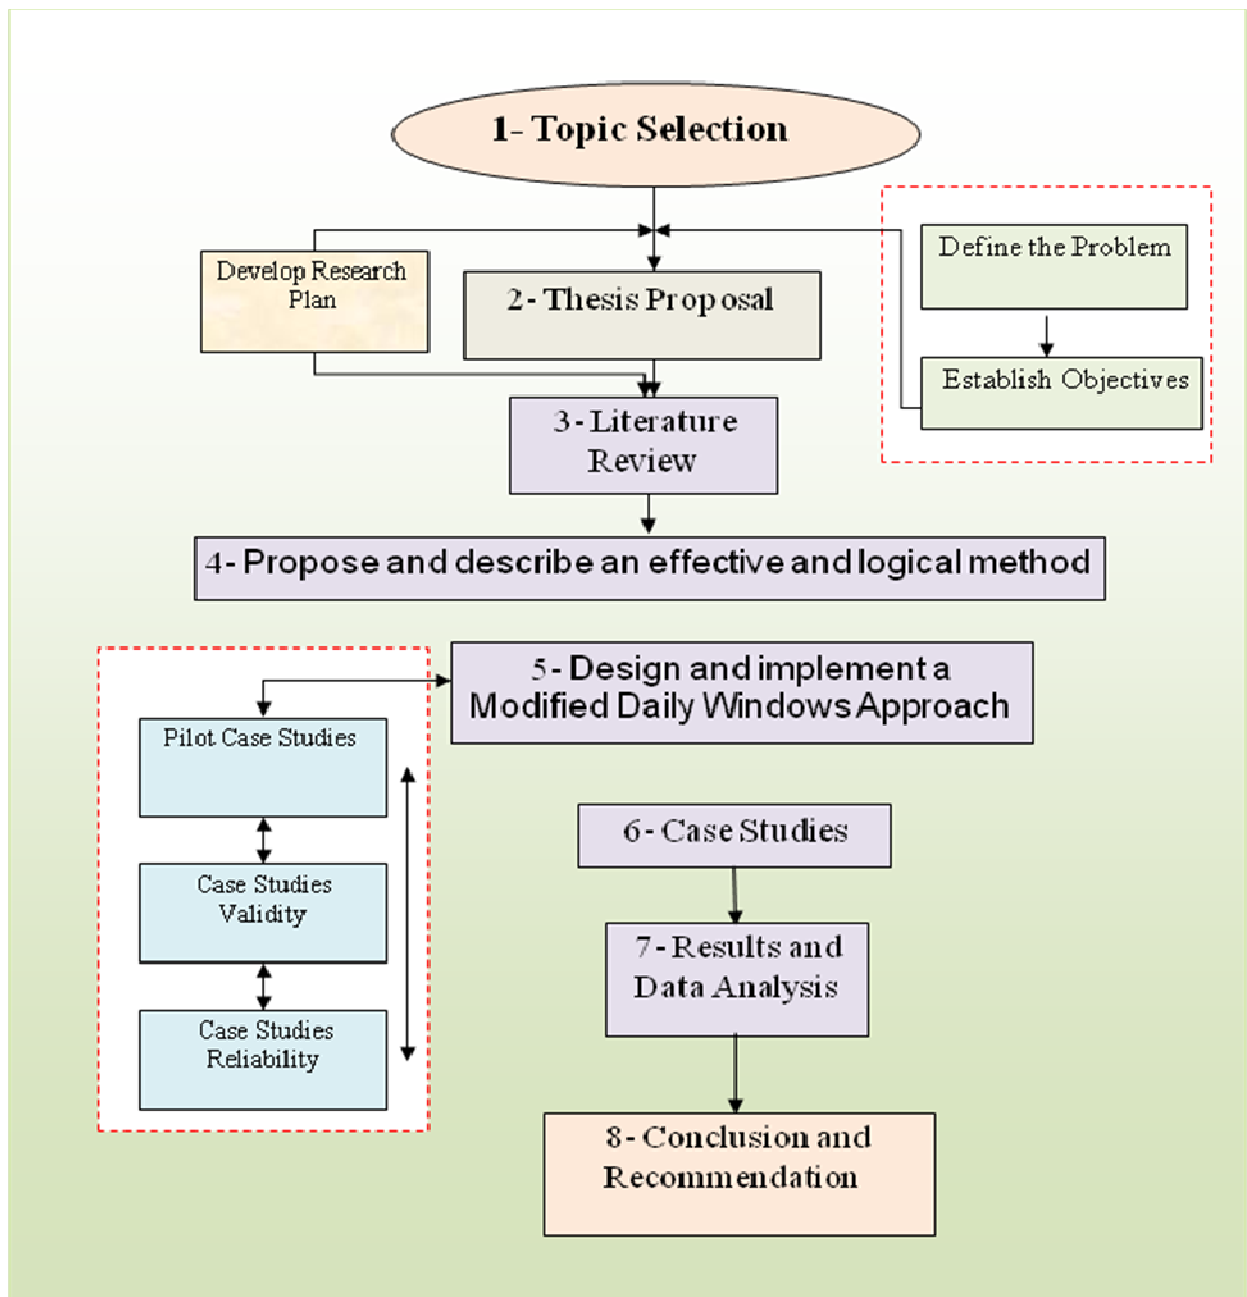 1- Topic Selection
Define the Problem
Develop Research
Plan
2- Thesis Proposal
Establish Objectives
3- Literature
Review
4- Propose and describe an effective and logical method
5- Design and implement a
Modified Daily Windows Approach
Pilot Case Studies
6- Case Studies
Case Studies
Validity
7- Results and
Data Analysis
Case Studies
Reliability
8- Conclusion and
Recommendation